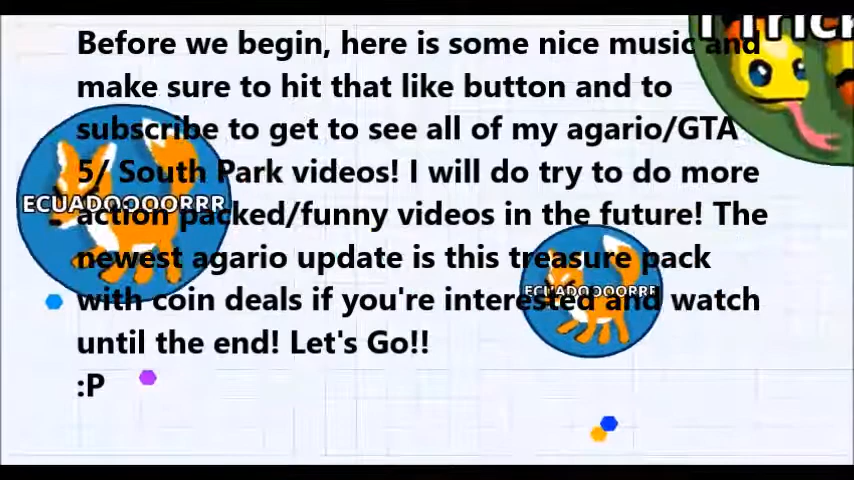 Before we begin, here is some nice music and
make sure to hit that like button and to
subscribe to get to see all of my agario/GTA
5/ South Park videos! I will do try to do more
action packed/funny videos in the future! The
newest agario update is this treasure pack
with coin deals if you're interested and watch
until the end! Let's Go!!
:P
ECUADOOOORRR
ECUADOOOORRR
Trick